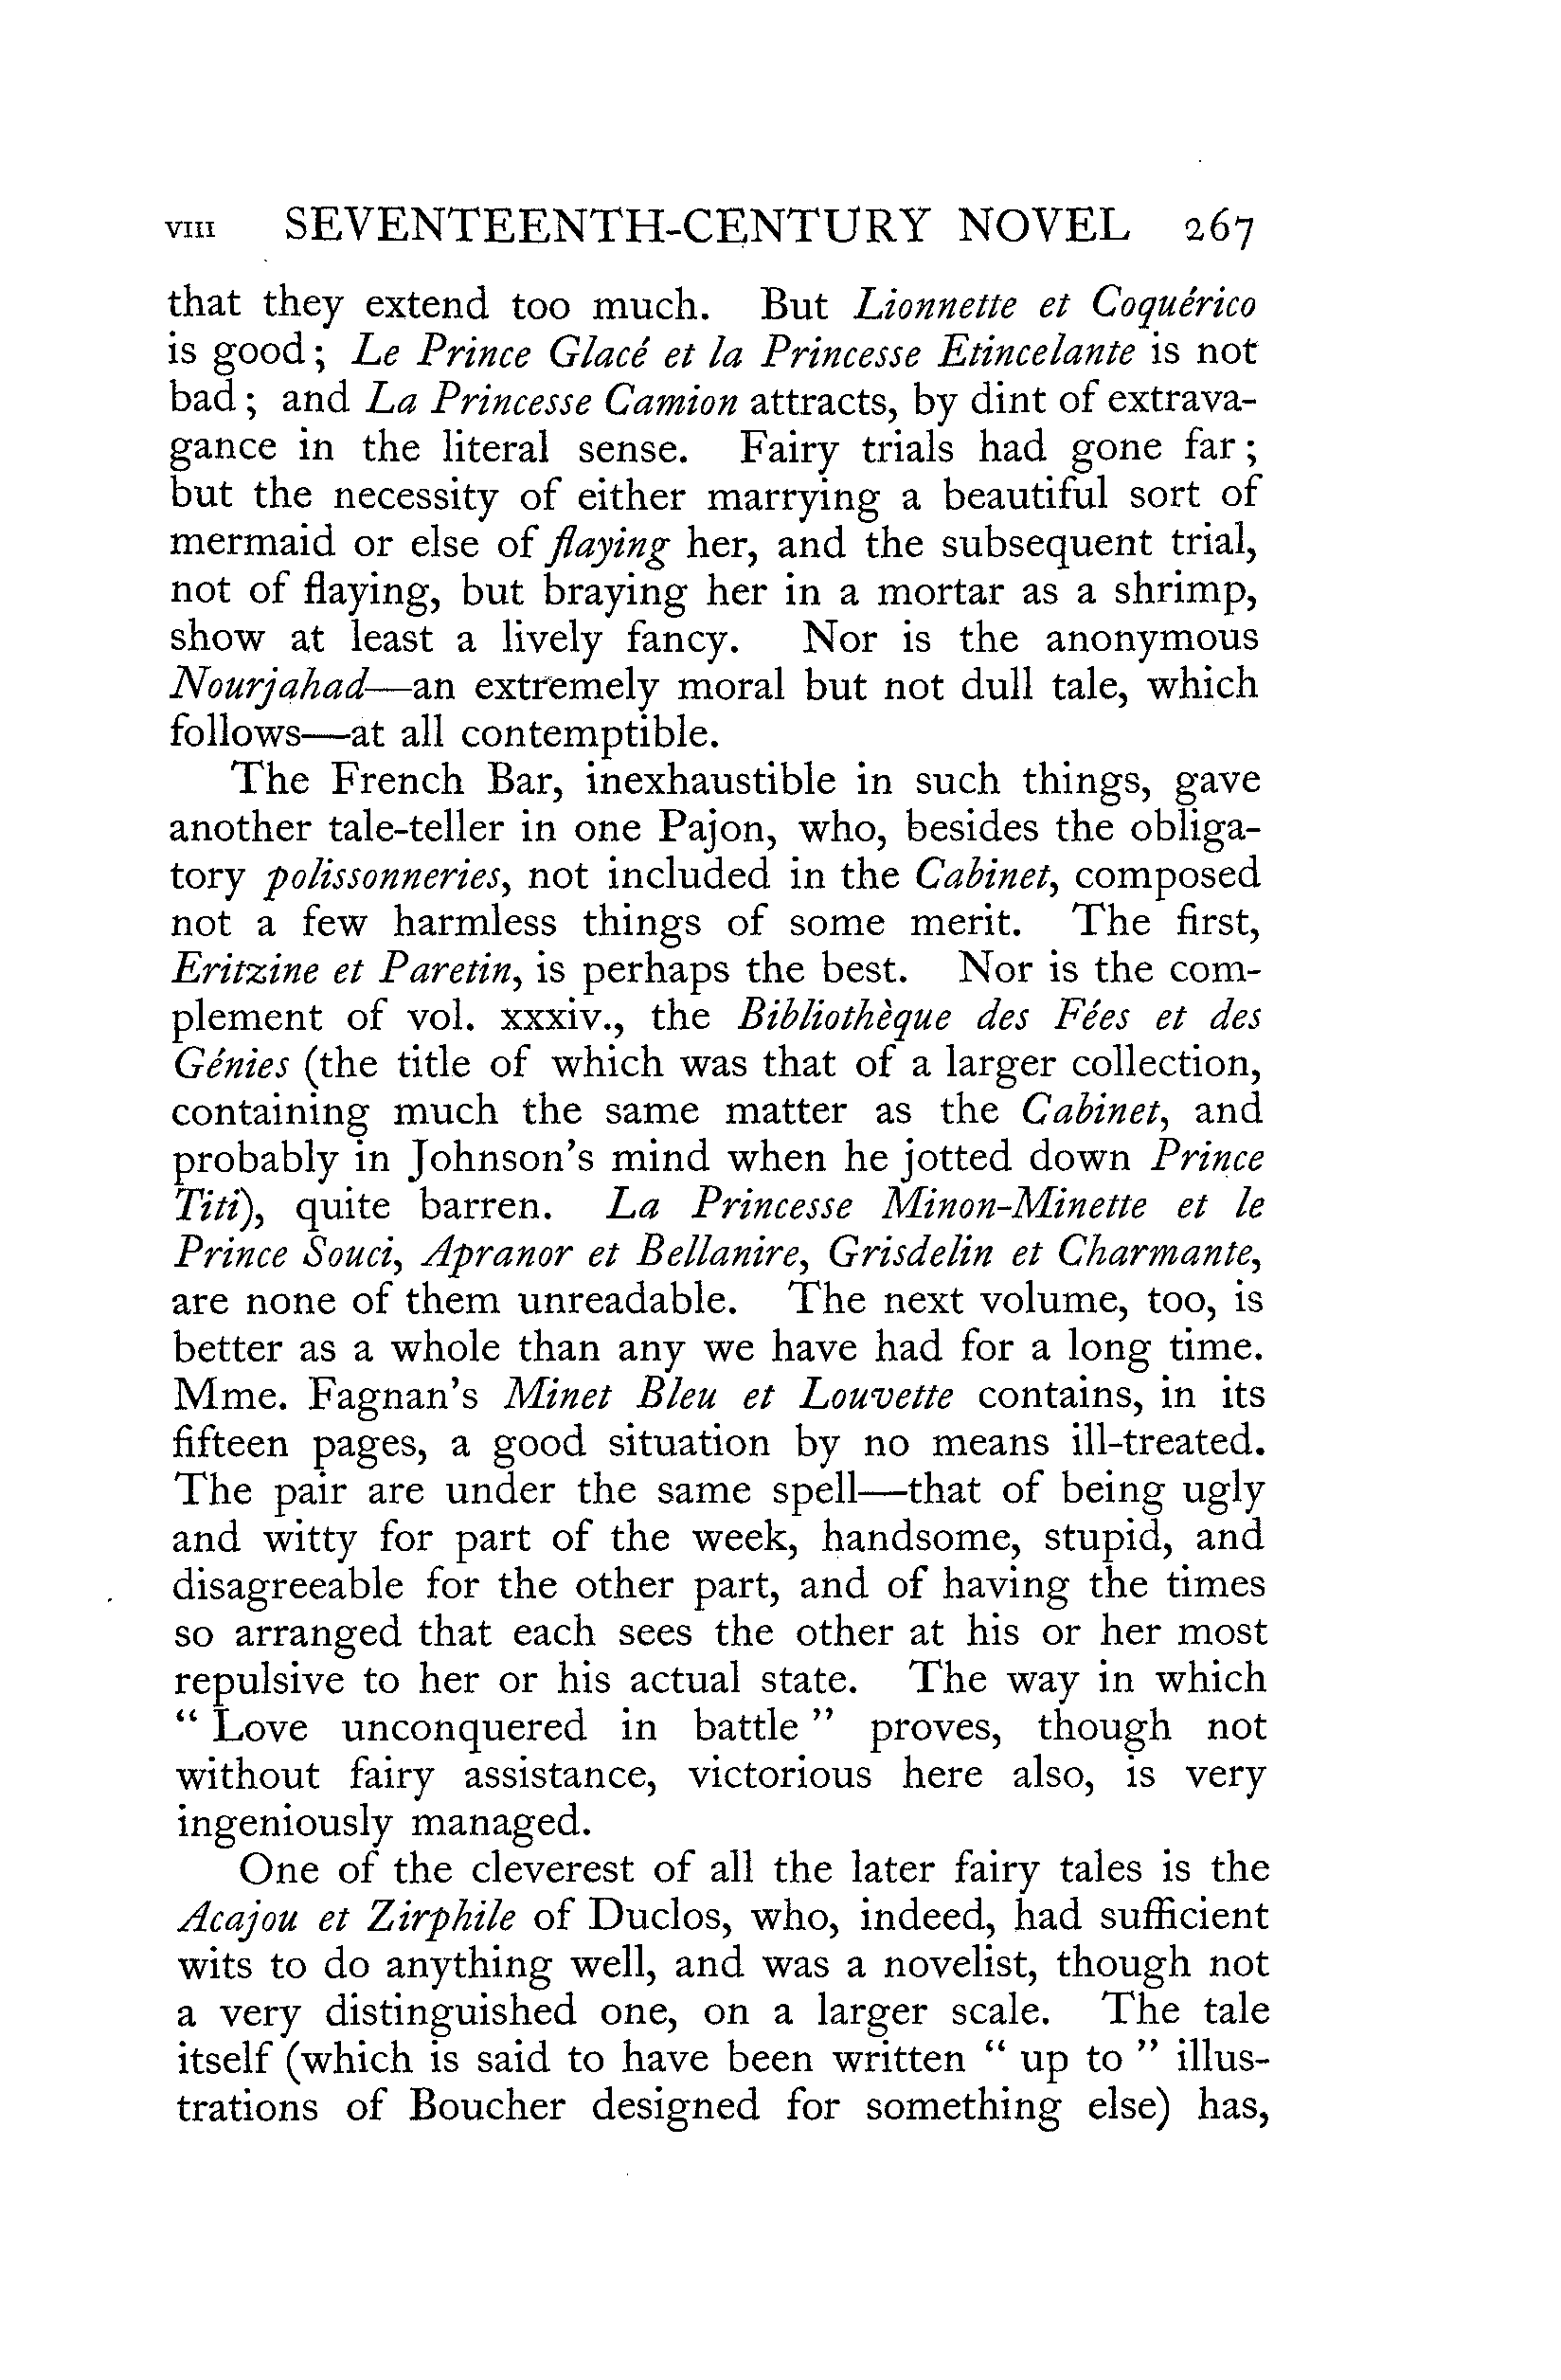 VIII SEVENTEENTH-CENTURY NOVEL 267
that they extend too much. But Lionnette et Coquérico
is good; Le Prince Glacé et la Princesse Etincelante is not
bad; and La Princesse Camion attracts, by dint of extrava-
gance in the literal sense. Fairy trials had gone far;
but the necessity of either marrying a beautiful sort of
mermaid or else of flaying her, and the subsequent trial,
not of flaying, but braying her in a mortar as a shrimp,
show at least a lively fancy. Nor is the anonymous
Nourjahad—an extremely moral but not dull tale, which
follows—at all contemptible.
The French Bar, inexhaustible in such things, gave
another tale-teller in one Pajon, who, besides the obliga-
tory polissonneries, not included in the Cabinet, composed
not a few harmless things of some merit. The first,
Eritzine et Paretin, is perhaps the best. Nor is the com-
plement of vol. xxxiv., the Bibliothèque des Fées et des
Génies (the title of which was that of a larger collection,
containing much the same matter as the Cabinet, and
probably in Johnson's mind when he jotted down Prince
Titi), quite barren. La Princesse Minon-Minette et le
Prince Souci, Apranor et Bellanire, Grisdelin et Charmante,
are none of them unreadable. The next volume, too, is
better as a whole than any we have had for a long time.
Mme. Fagnan's Minet Bleu et Louvette contains, in its
fifteen pages, a good situation by no means ill-treated.
The pair are under the same spell—that of being ugly
and witty for part of the week, handsome, stupid, and
disagreeable for the other part, and of having the times
so arranged that each sees the other at his or her most
repulsive to her or his actual state. The way in which
“ Love unconquered in battle ” proves, though not
without fairy assistance, victorious here also, is very
ingeniously managed.
One of the cleverest of all the later fairy tales is the
Acajou et Zirphile of Duclos, who, indeed, had sufficient
wits to do anything well, and was a novelist, though not
a very distinguished one, on a larger scale. The tale
itself (which is said to have been written “ up to ” illus-
trations of Boucher designed for something else) has,